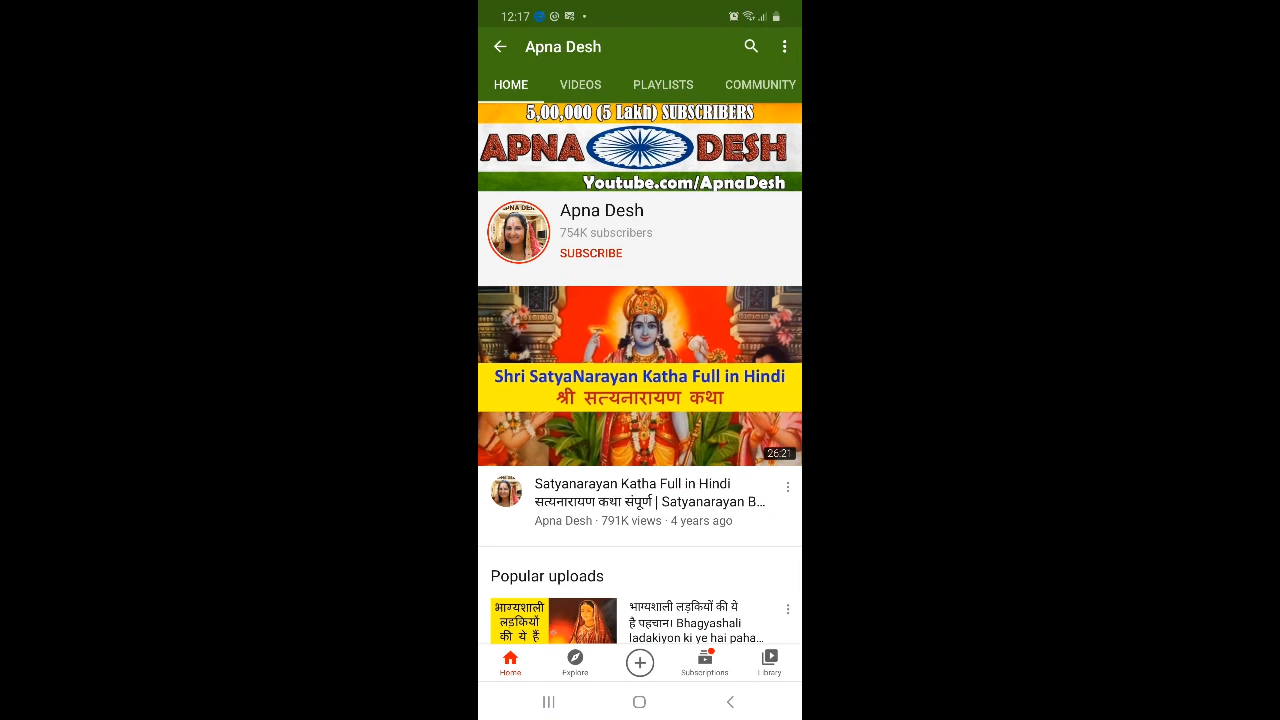 12:17
Apna Desh
HOME VIDEOS PLAYLISTS COMMUNITY
5,00,000 (5 Lakh) SUBSCRIBERS
APNA DESH
Youtube.com/ApnaDesh
Apna Desh
754K subscribers
SUBSCRIBE
Shri SatyaNarayan Katha Full in Hindi
श्री सत्यनारायण कथा
26:21
Satyanarayan Katha Full in Hindi
सत्यनारायण कथा संपूर्ण | Satyanarayan B...
Apna Desh · 791K views · 4 years ago
Popular uploads
भाग्यशाली
लडकियों
की ये हैं
भाग्यशाली लड़कियों की ये
है पहचान। Bhagyashali
ladakiyon ki ye hai paha...
Home Explore Subscriptions Library